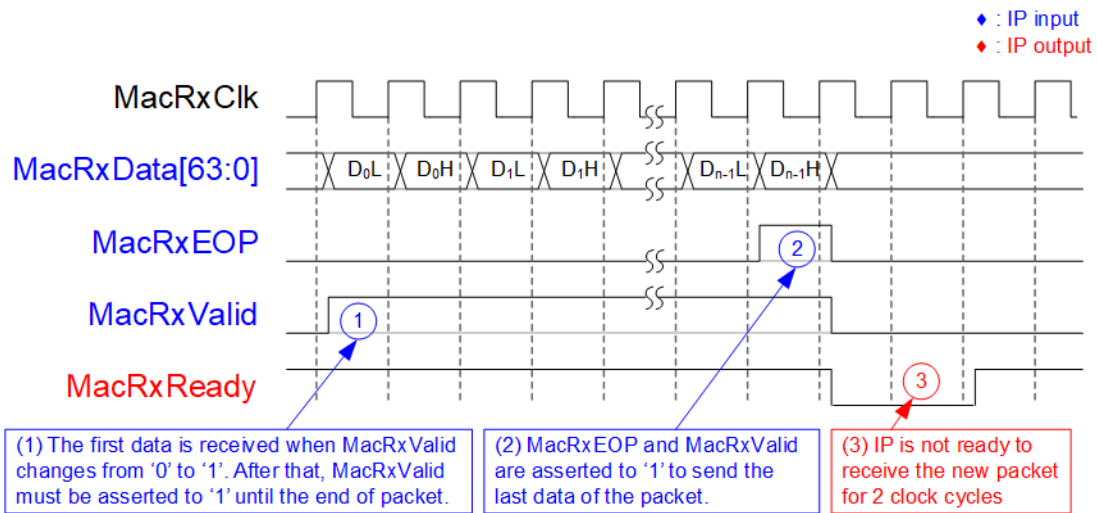 ♦ : IP input
♦ : IP output
MacRxClk
MacRxData[63:0]
D₀L D₀H D₁L D₁H Dₙ₋₁L Dₙ₋₁H
MacRxEOP
2
MacRxValid
1
MacRxReady
3
(1) The first data is received when MacRxValid
changes from ‘0’ to ‘1’. After that, MacRxValid
must be asserted to ‘1’ until the end of packet.
(2) MacRxEOP and MacRxValid
are asserted to ‘1’ to send the
last data of the packet.
(3) IP is not ready to
receive the new packet
for 2 clock cycles